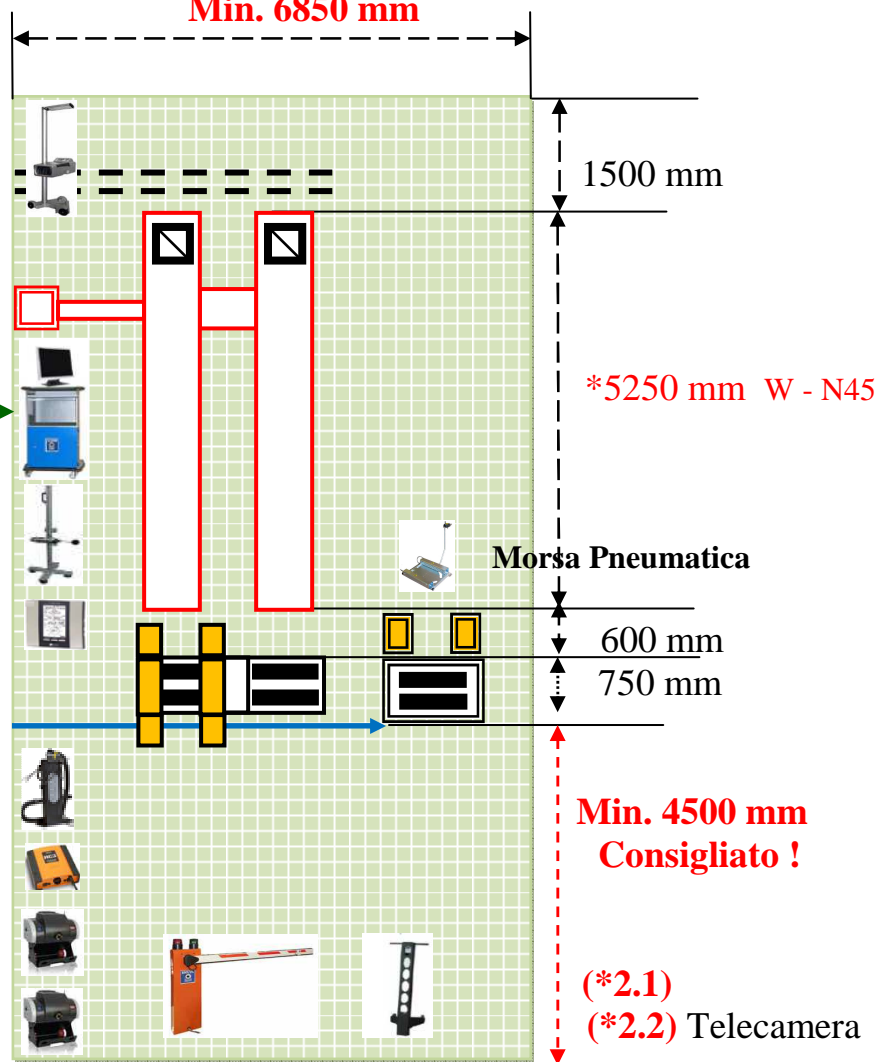 Min. 6850 mm
1500 mm
*5250 mm W - N45
Morsa Pneumatica
600 mm
750 mm
Min. 4500 mm
Consigliato !
(*2.1)
(*2.2) Telecamera